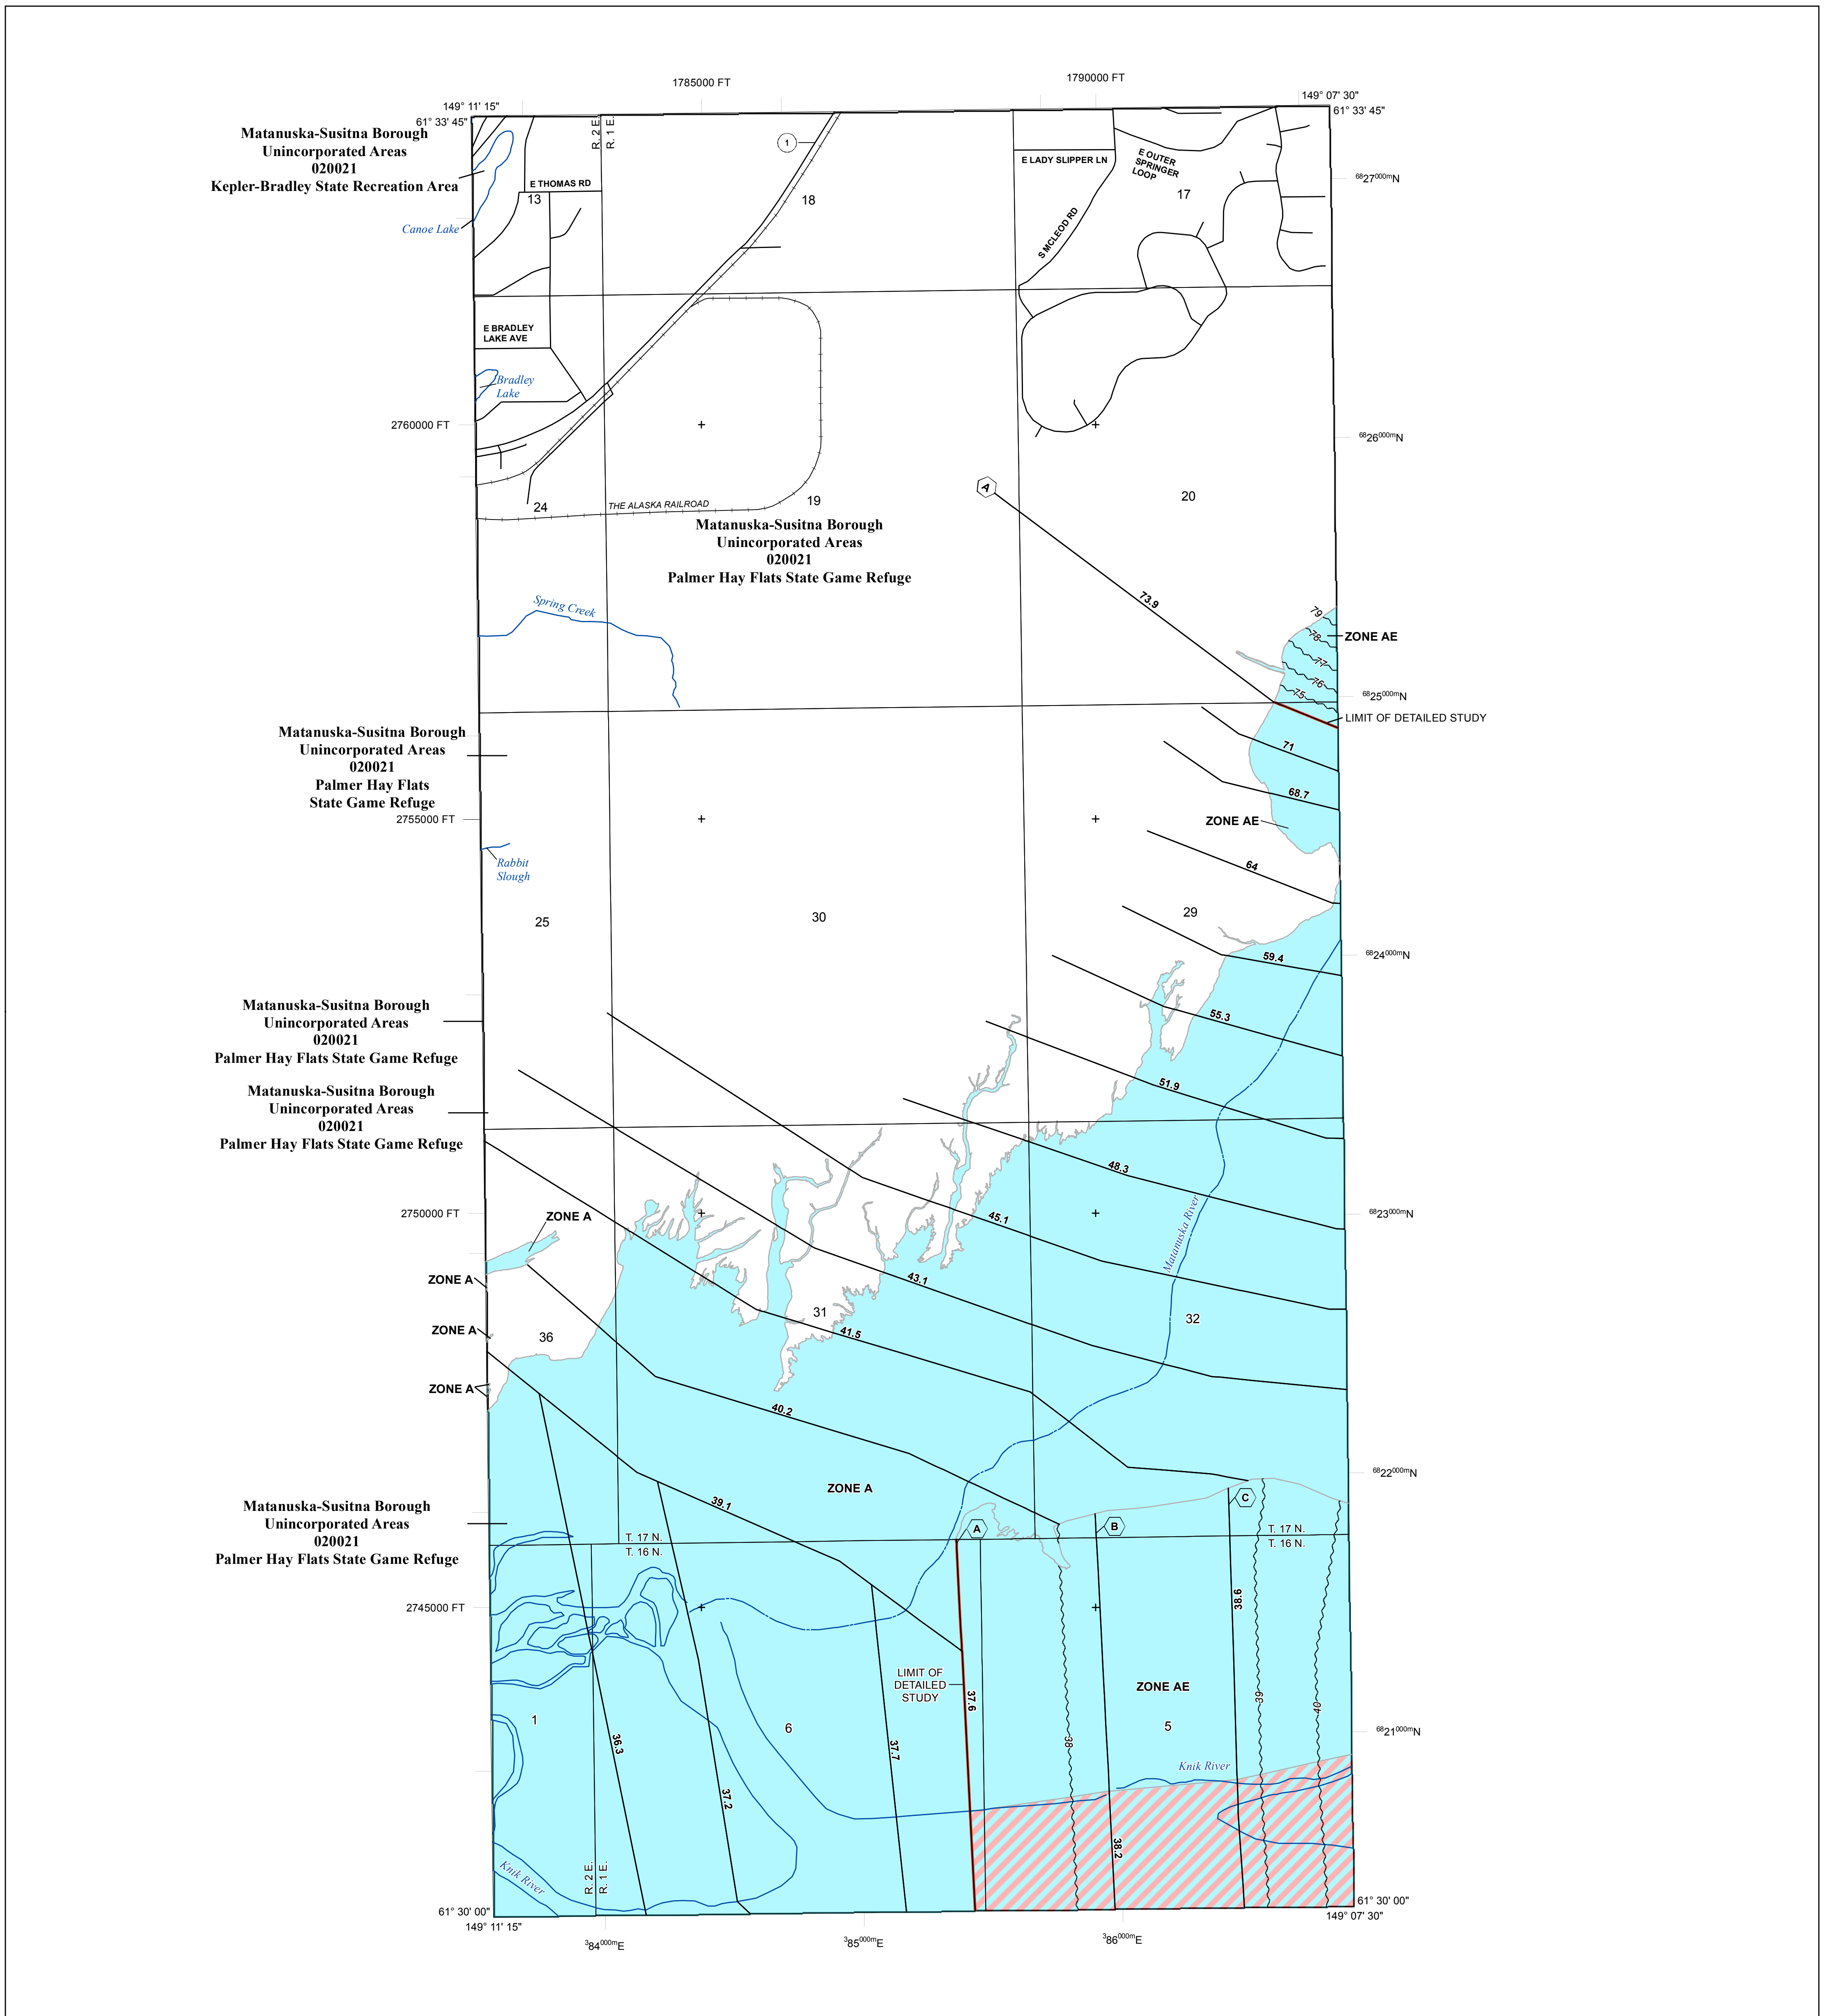 1785000 FT
1790000 FT
149° 11' 15"
149° 07' 30"
61° 33' 45"
61° 33' 45"
Matanuska-Susitna Borough
Unincorporated Areas
020021
Kepler-Bradley State Recreation Area
R. 2 E.
R. 1 E.
1
E LADY SLIPPER LN
E OUTER
SPRINGER
LOOP
6827000mN
E THOMAS RD
13
18
17
Canoe Lake
S MCLEOD RD
E BRADLEY
LAKE AVE
Bradley
Lake
2760000 FT
6826000mN
A
20
24
THE ALASKA RAILROAD
19
Matanuska-Susitna Borough
Unincorporated Areas
020021
Palmer Hay Flats State Game Refuge
Spring Creek
73.9
79
78
ZONE AE
77
76
75
6825000mN
LIMIT OF DETAILED STUDY
Matanuska-Susitna Borough
Unincorporated Areas
020021
Palmer Hay Flats
State Game Refuge
71
68.7
2755000 FT
ZONE AE
Rabbit
Slough
64
25
30
29
59.4
6824000mN
Matanuska-Susitna Borough
Unincorporated Areas
020021
Palmer Hay Flats State Game Refuge
55.3
51.9
Matanuska-Susitna Borough
Unincorporated Areas
020021
Palmer Hay Flats State Game Refuge
48.3
2750000 FT
ZONE A
45.1
Matanuska River
6823000mN
ZONE A
43.1
31
32
ZONE A
36
41.5
ZONE A
40.2
6822000mN
ZONE A
39.1
C
Matanuska-Susitna Borough
Unincorporated Areas
020021
Palmer Hay Flats State Game Refuge
A
B
T. 17 N.
T. 16 N.
T. 17 N.
T. 16 N.
38.6
2745000 FT
LIMIT OF
DETAILED
STUDY
37.6
ZONE AE
39
40
1
6
5
36.3
37.7
38
6821000mN
Knik River
37.2
38.2
Knik River
R. 2 E.
R. 1 E.
61° 30' 00"
61° 30' 00"
149° 11' 15"
149° 07' 30"
384000mE
385000mE
386000mE